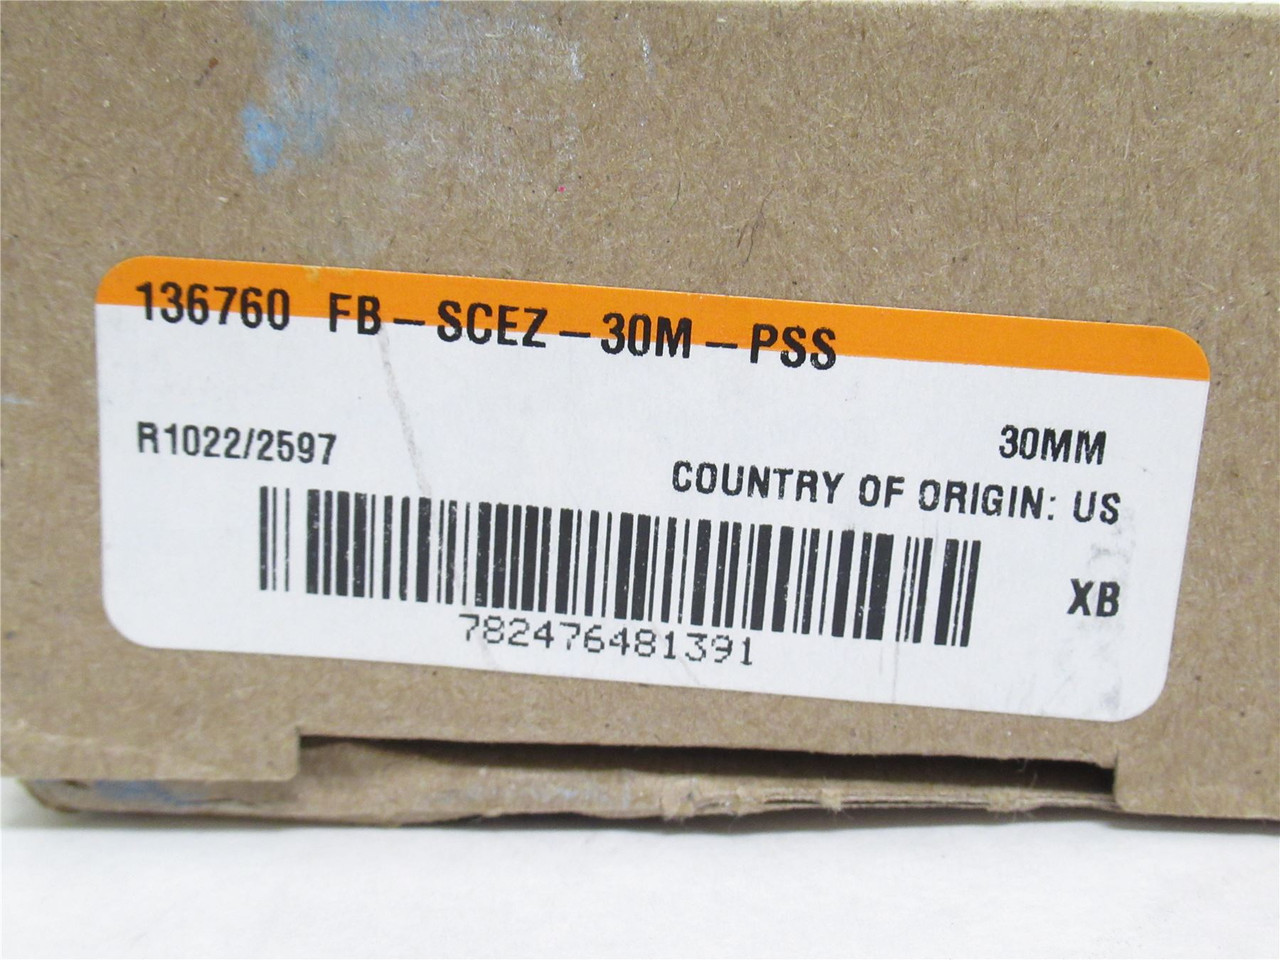 136760 FB-SCEZ-30M-PSS
R1022/2597
30MM
COUNTRY OF ORIGIN: US
XB
782476481391